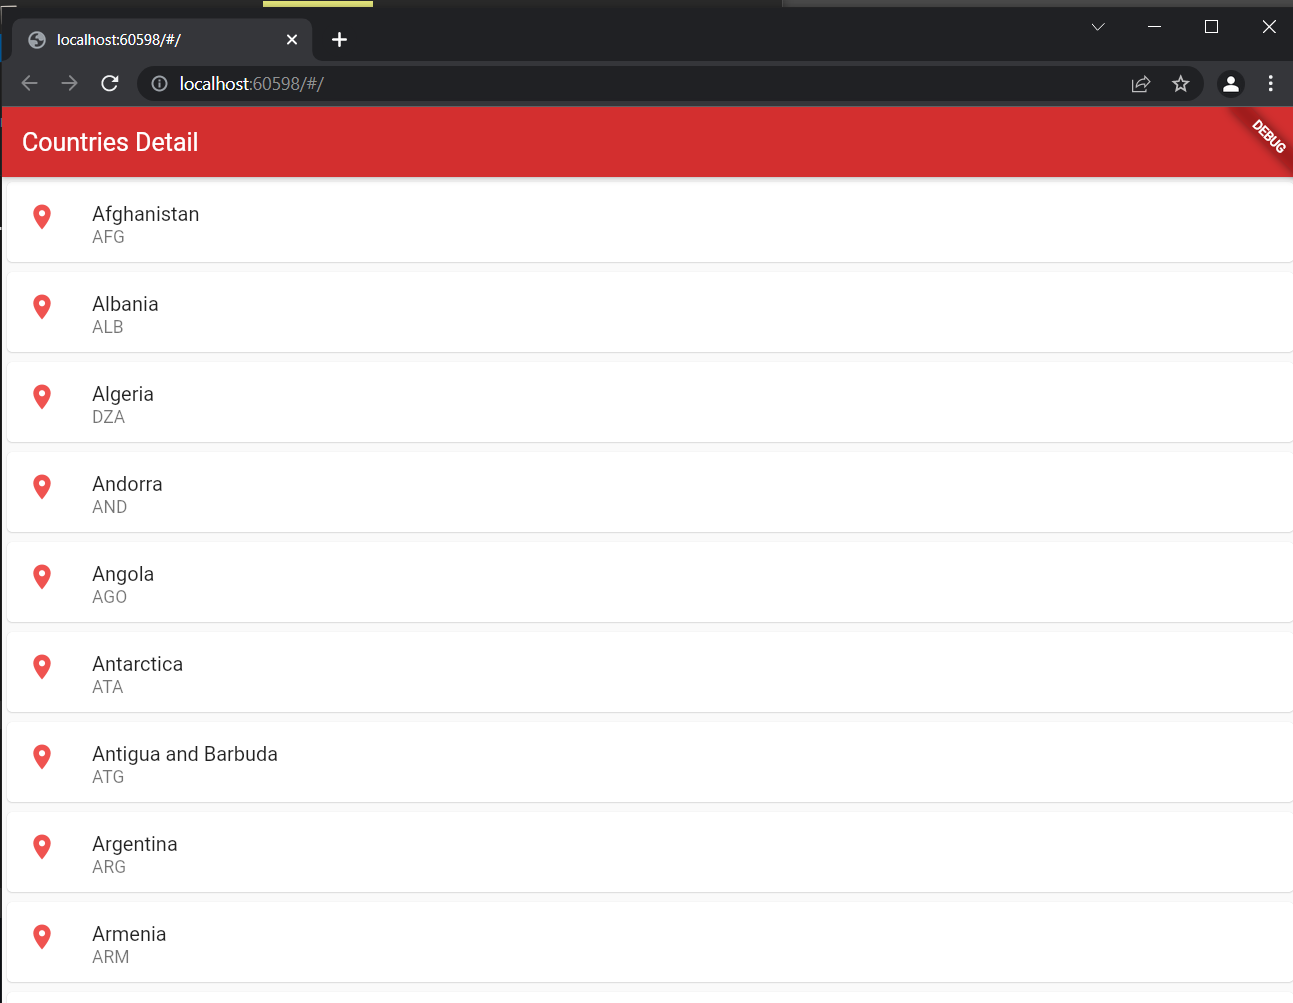 localhost:60598/#/
localhost:60598/#/
Countries Detail
DEBUG
Afghanistan
AFG
Albania
ALB
Algeria
DZA
Andorra
AND
Angola
AGO
Antarctica
ATA
Antigua and Barbuda
ATG
Argentina
ARG
Armenia
ARM